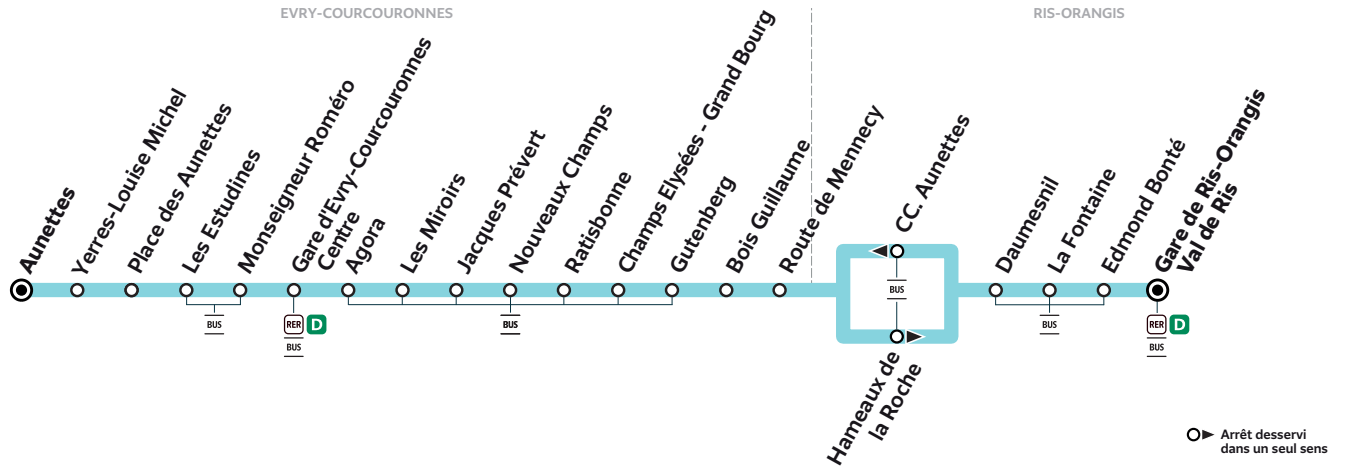 EVRY-COURCOURONNES
RIS-ORANGIS
Aunettes
Yerres-Louise Michel
Place des Aunettes
Les Estudines
Monseigneur Roméro
Gare d'Evry-Courcouronnes
Centre
Agora
Les Miroirs
Jacques Prévert
Nouveaux Champs
Ratisbonne
Champs Elysées - Grand Bourg
Gutenberg
Bois Guillaume
Route de Mennecy
CC. Aunettes
Hameaux de
la Roche
Daumesnil
La Fontaine
Edmond Bonté
Gare de Ris-Orangis
Val de Ris
BUS
RER D
BUS
BUS
BUS
BUS
RER D
BUS
Arrêt desservi
dans un seul sens